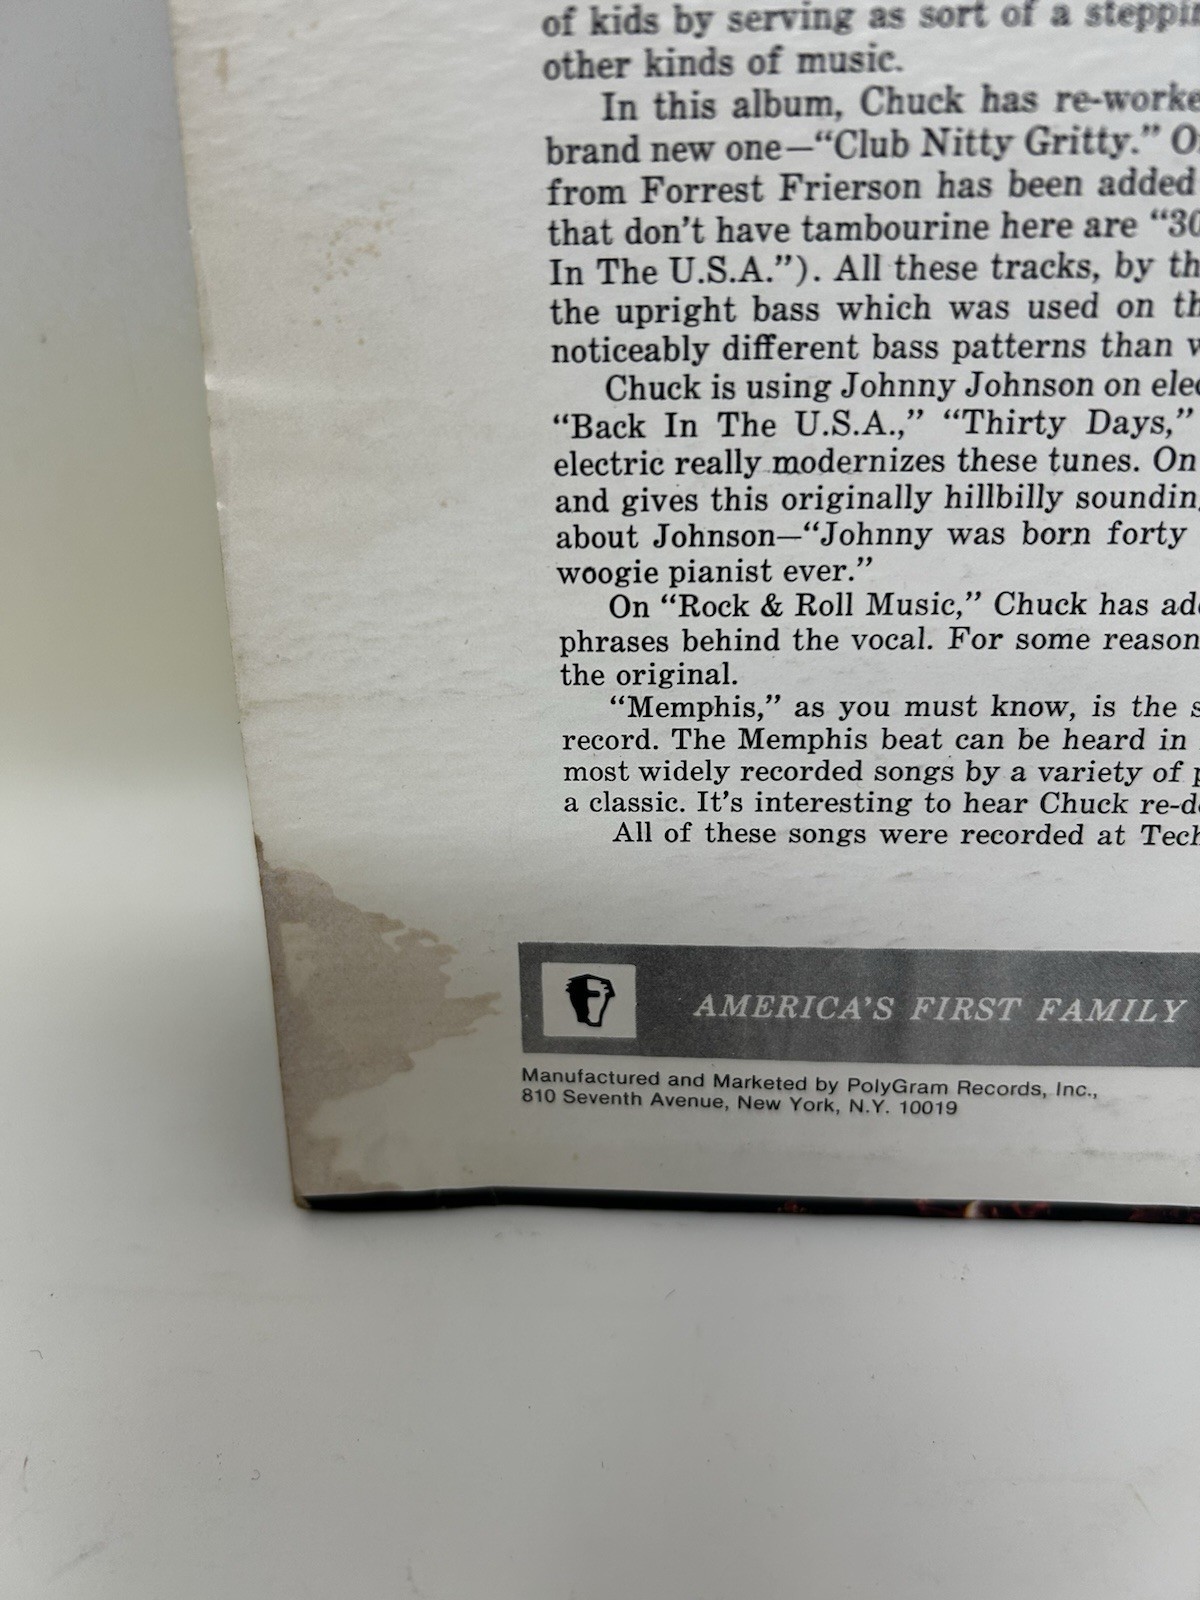 of kids by serving as sort of a steppin
other kinds of music.
In this album, Chuck has re-worke
brand new one—“Club Nitty Gritty.” O
from Forrest Frierson has been added
that don't have tambourine here are “30
In The U.S.A.”). All these tracks, by th
the upright bass which was used on th
noticeably different bass patterns than w
Chuck is using Johnny Johnson on elec
“Back In The U.S.A.,” “Thirty Days,”
electric really modernizes these tunes. On
and gives this originally hillbilly soundin
about Johnson—“Johnny was born forty
woogie pianist ever.”
On “Rock & Roll Music,” Chuck has add
phrases behind the vocal. For some reason
the original.
“Memphis,” as you must know, is the s
record. The Memphis beat can be heard in
most widely recorded songs by a variety of p
a classic. It's interesting to hear Chuck re-d
All of these songs were recorded at Tech
AMERICA'S FIRST FAMILY
Manufactured and Marketed by PolyGram Records, Inc.,
810 Seventh Avenue, New York, N.Y. 10019